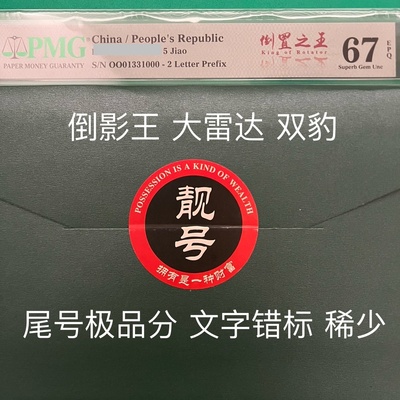 PMG
PAPER MONEY GUARANTY
China / People's Republic
5 Jiao
S/N OO01331000 - 2 Letter Prefix
倒置之王
King of Rotator
67
EPQ
Superb Gem Unc
倒影王 大雷达 双豹
POSSESSION IS A KIND OF WEALTH
靓号
拥有是一种财富
尾号极品分 文字错标 稀少